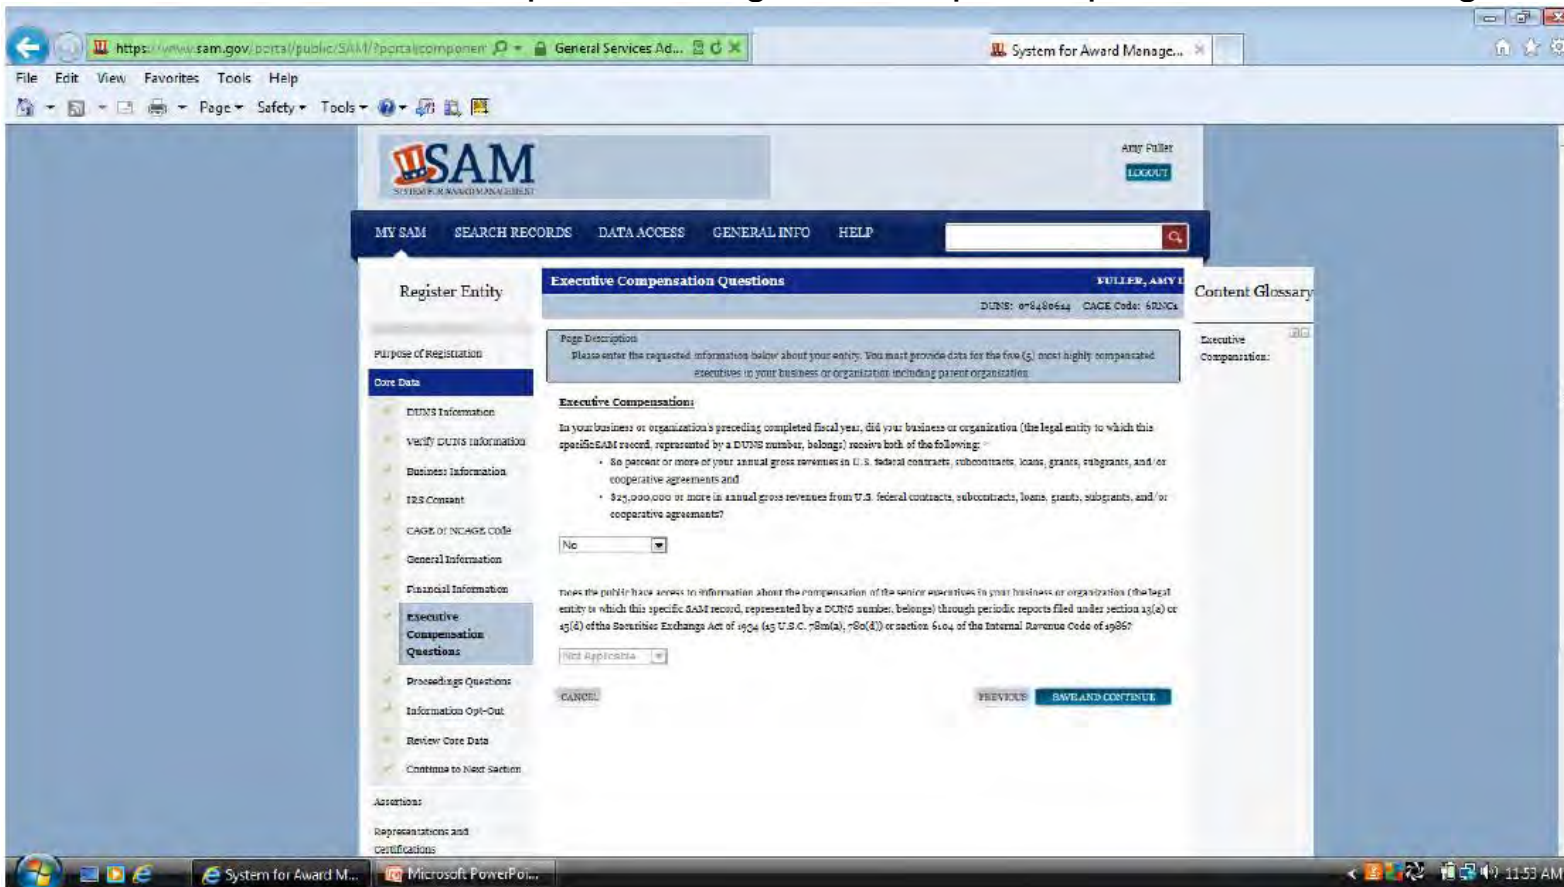 https://www.sam.gov/portal/public/SAM/?portal:componen
General Services Ad...
System for Award Manage...
File Edit View Favorites Tools Help
Page Safety Tools
SAM
SYSTEM FOR AWARD MANAGEMENT
Amy Fuller
LOGOUT
MY SAM SEARCH RECORDS DATA ACCESS GENERAL INFO HELP
Register Entity
Purpose of Registration
Core Data
DUNS Information
Verify DUNS Information
Business Information
IRS Consent
CAGE or NCAGE Code
General Information
Financial Information
Executive
Compensation
Questions
Proceedings Questions
Information Opt-Out
Review Core Data
Continue to Next Section
Assertions
Representations and
Certifications
Executive Compensation Questions
FULLER, AMY L
DUNS: 078480614 CAGE Code: 6RNC1
Page Description
Please enter the requested information below about your entity. You must provide data for the five (5) most highly compensated
executives in your business or organization including parent organization
Executive Compensation:
In your business or organization's preceding completed fiscal year, did your business or organization (the legal entity to which this
specific SAM record, represented by a DUNS number, belongs) receive both of the following:
• 80 percent or more of your annual gross revenues in U.S. federal contracts, subcontracts, loans, grants, subgrants, and/or
cooperative agreements and
• $25,000,000 or more in annual gross revenues from U.S. federal contracts, subcontracts, loans, grants, subgrants, and/or
cooperative agreements?
No
Does the public have access to information about the compensation of the senior executives in your business or organization (the legal
entity to which this specific SAM record, represented by a DUNS number, belongs) through periodic reports filed under section 13(a) or
15(d) of the Securities Exchange Act of 1934 (15 U.S.C. 78m(a), 78o(d)) or section 6104 of the Internal Revenue Code of 1986?
Not Applicable
CANCEL PREVIOUS SAVE AND CONTINUE
Content Glossary
Executive
Compensation:
System for Award M...
Microsoft PowerPoi...
11:53 AM